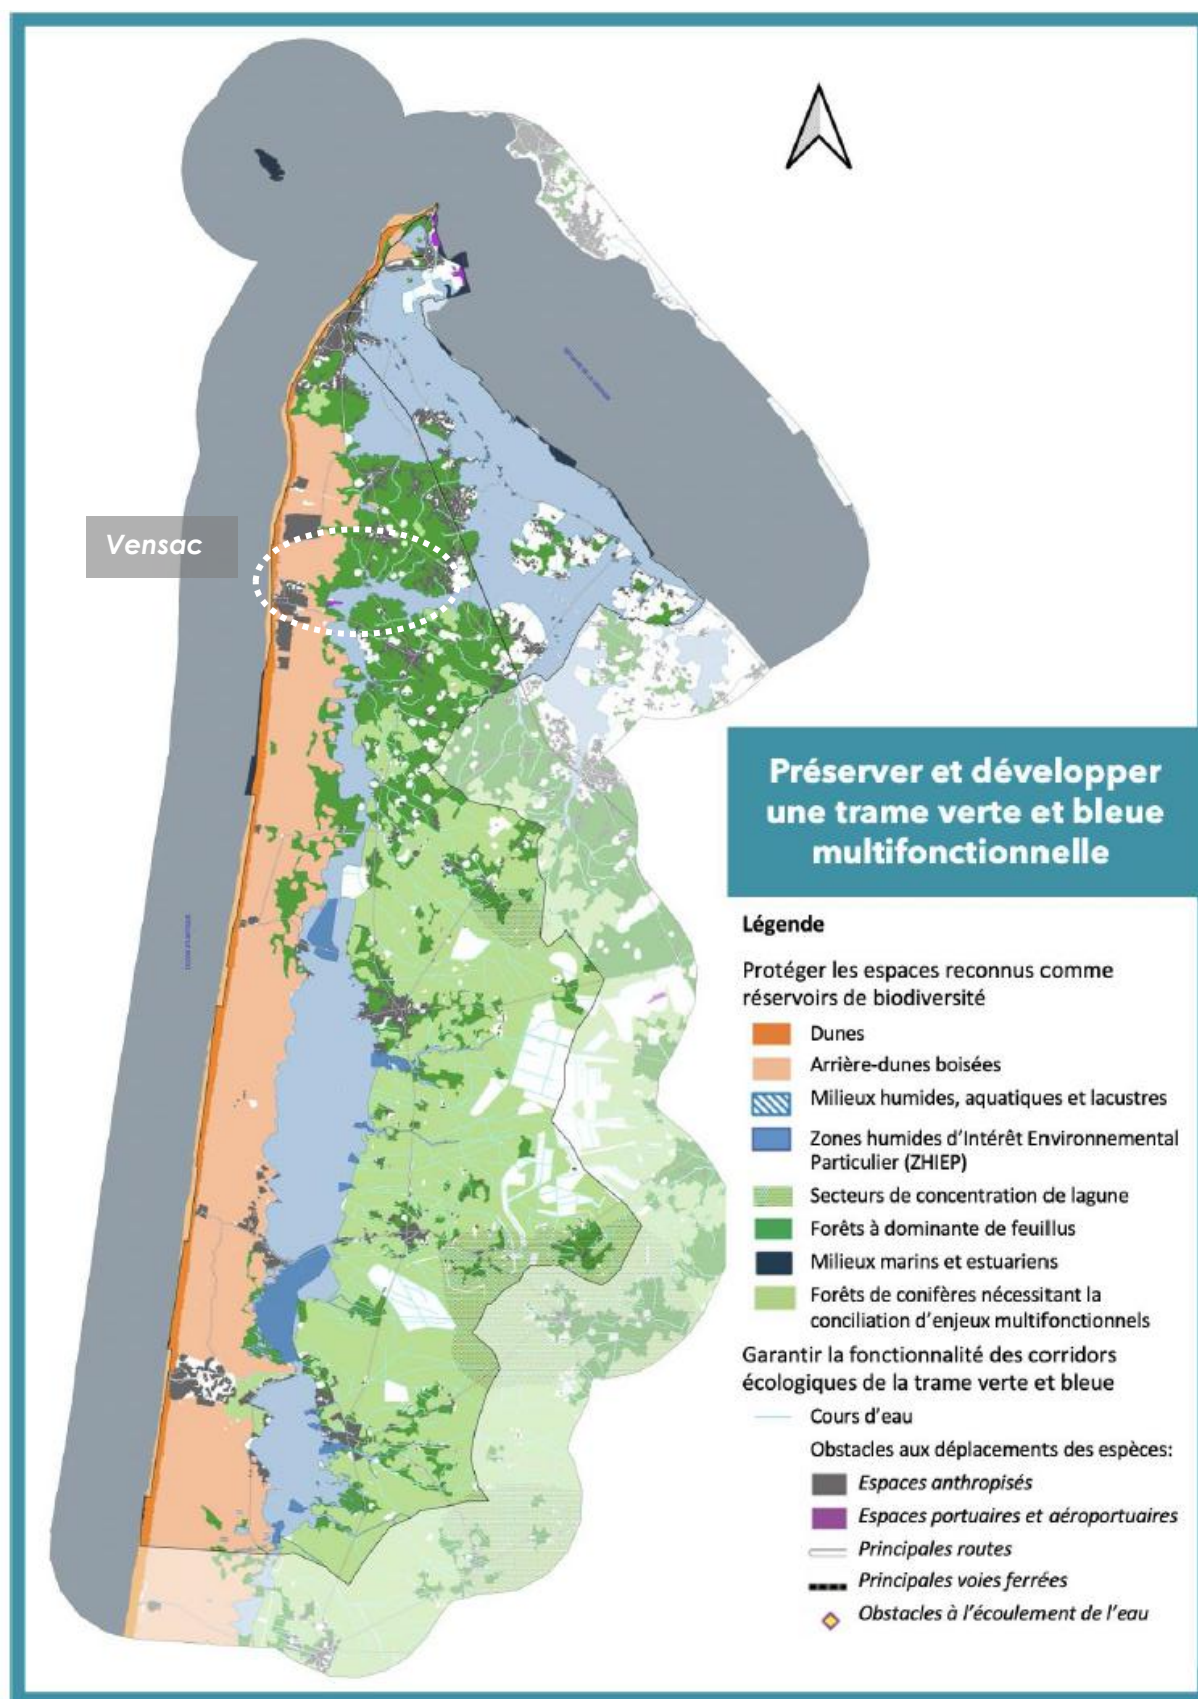 Vensac
Préserver et développer
une trame verte et bleue
multifonctionnelle
Légende
Protéger les espaces reconnus comme
réservoirs de biodiversité
Dunes
Arrière-dunes boisées
Milieux humides, aquatiques et lacustres
Zones humides d'Intérêt Environnemental
Particulier (ZHIEP)
Secteurs de concentration de lagune
Forêts à dominante de feuillus
Milieux marins et estuariens
Forêts de conifères nécessitant la
conciliation d'enjeux multifonctionnels
Garantir la fonctionnalité des corridors
écologiques de la trame verte et bleue
Cours d'eau
Obstacles aux déplacements des espèces:
Espaces anthropisés
Espaces portuaires et aéroportuaires
Principales routes
Principales voies ferrées
Obstacles à l'écoulement de l'eau